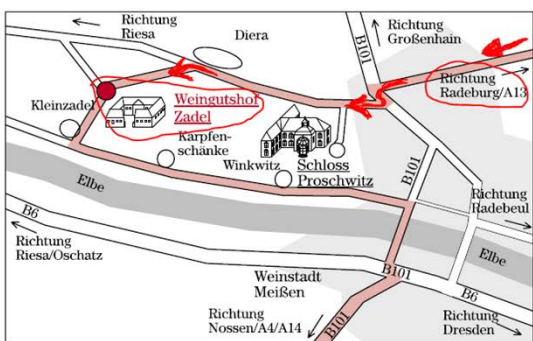 Richtung
Riesa
Diera
B101
Richtung
Großenhain
Richtung
Radeburg/A13
Kleinzadel
Weingutshof
Zadel
Karpfen-
schänke
Winkwitz
Schloss
Proschwitz
B101
Richtung
Radebeul
Elbe
B6
Richtung
Riesa/Oschatz
Elbe
Weinstadt
Meißen
B101
B6
Richtung
Nossen/A4/A14
B101
Richtung
Dresden